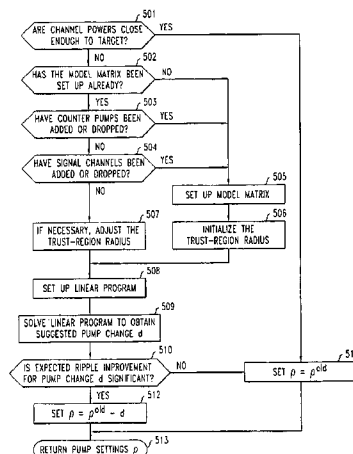 501
ARE CHANNEL POWERS CLOSE
ENOUGH TO TARGET?
YES
NO
502
HAS THE MODEL MATRIX BEEN
SET UP ALREADY?
NO
YES
503
HAVE COUNTER PUMPS BEEN
ADDED OR DROPPED?
YES
NO
504
HAVE SIGNAL CHANNELS BEEN
ADDED OR DROPPED?
YES
NO
505
SET UP MODEL MATRIX
507
IF NECESSARY, ADJUST THE
TRUST-REGION RADIUS
506
INITIALIZE THE
TRUST-REGION RADIUS
508
SET UP LINEAR PROGRAM
509
SOLVE LINEAR PROGRAM TO OBTAIN
SUGGESTED PUMP CHANGE d
510
IS EXPECTED RIPPLE IMPROVEMENT
FOR PUMP CHANGE d SIGNIFICANT?
NO
SET ρ = ρold
YES
512
SET ρ = ρold - d
513
RETURN PUMP SETTINGS ρ